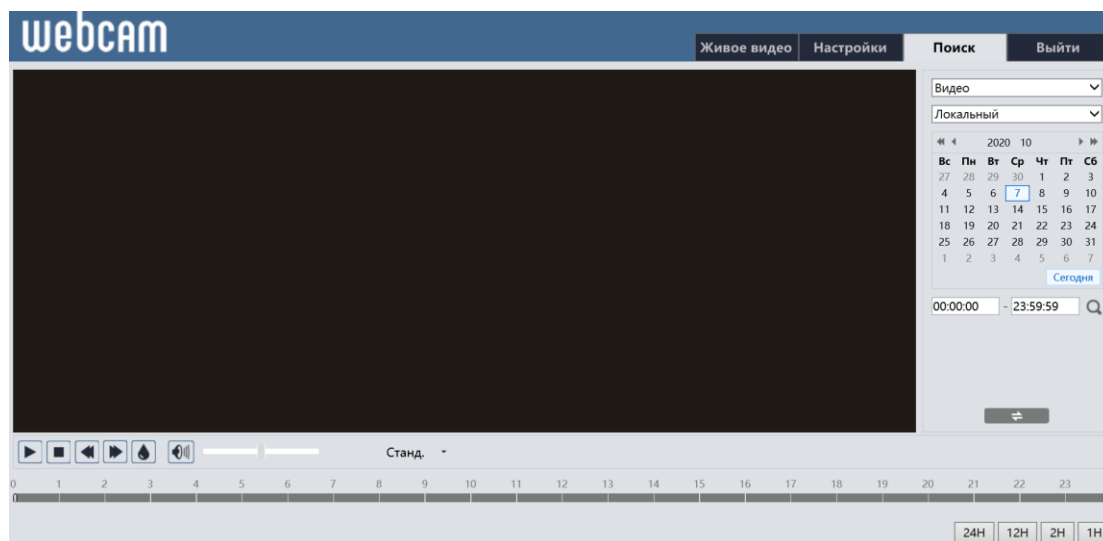 webcam
Живое видео Настройки Поиск Выйти
Видео
Локальный
2020 10
Вс Пн Вт Ср Чт Пт Сб
27 28 29 30 1 2 3
4 5 6 7 8 9 10
11 12 13 14 15 16 17
18 19 20 21 22 23 24
25 26 27 28 29 30 31
1 2 3 4 5 6 7
Сегодня
00:00:00 - 23:59:59
Станд.
0 1 2 3 4 5 6 7 8 9 10 11 12 13 14 15 16 17 18 19 20 21 22 23
24H 12H 2H 1H